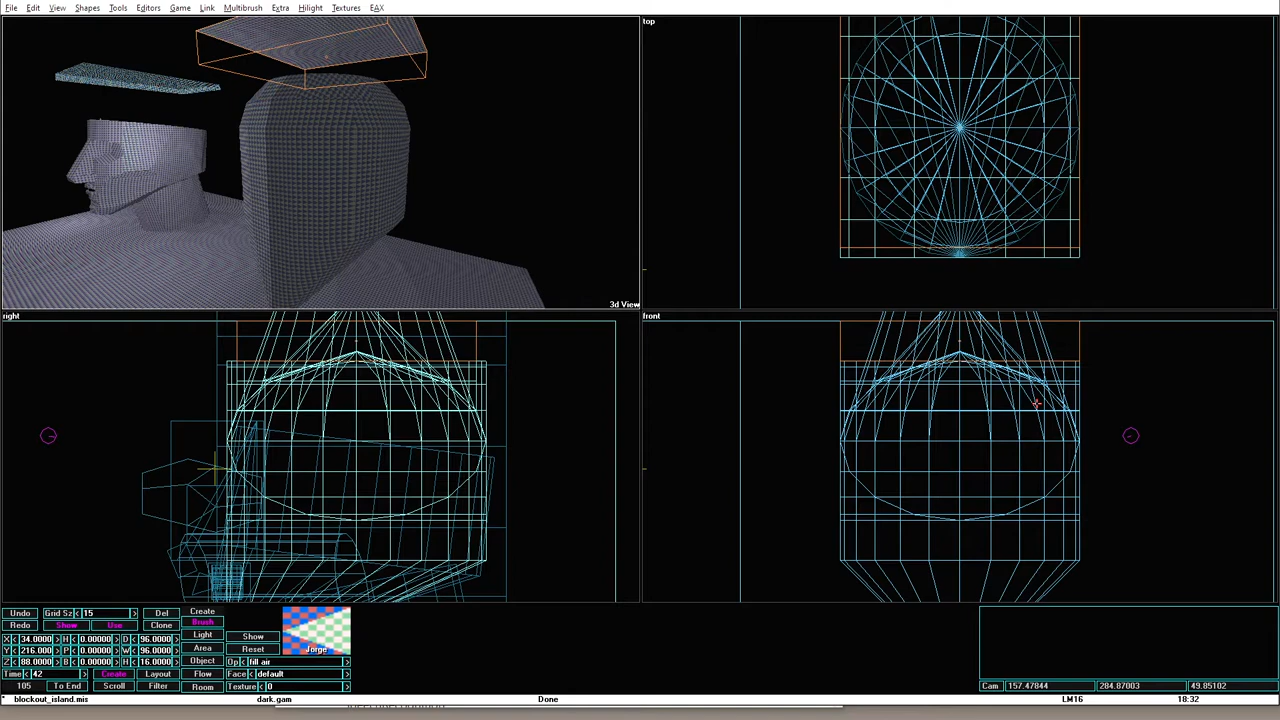 File Edit View Shapes Tools Editors Game Link Multibrush Extra Hilight Textures EAX
top
3d View
right
front
Undo Grid Sz < 15 > Del
Redo Show Use Clone
Create
Brush
Light
Area
Object
Flow
Room
X < 34.0000 > H < 0.00000 > D < 96.0000 >
Y < 216.000 > P < 0.00000 > W < 96.0000 >
Z < 88.0000 > B < 0.00000 > H < 16.0000 >
Time < 42 > Create Layout
105 To End Scroll Filter
Show
Reset
Jorge
Op < fill air >
Face < default >
Texture < 0 >
Cam 157.47844 284.87003 49.85102
* blockout_island.mis dark.gam Done LM16 18:32